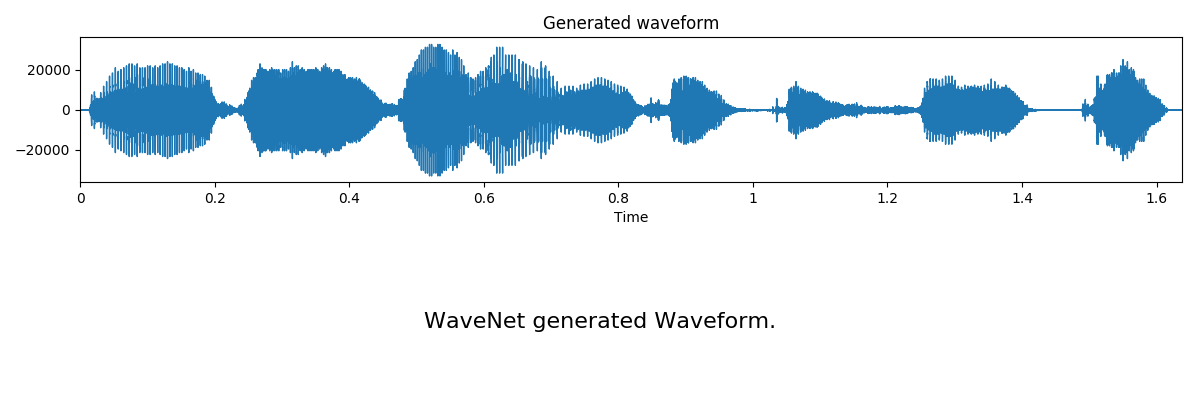 Generated waveform
20000
0
−20000
0 0.2 0.4 0.6 0.8 1 1.2 1.4 1.6
Time
WaveNet generated Waveform.